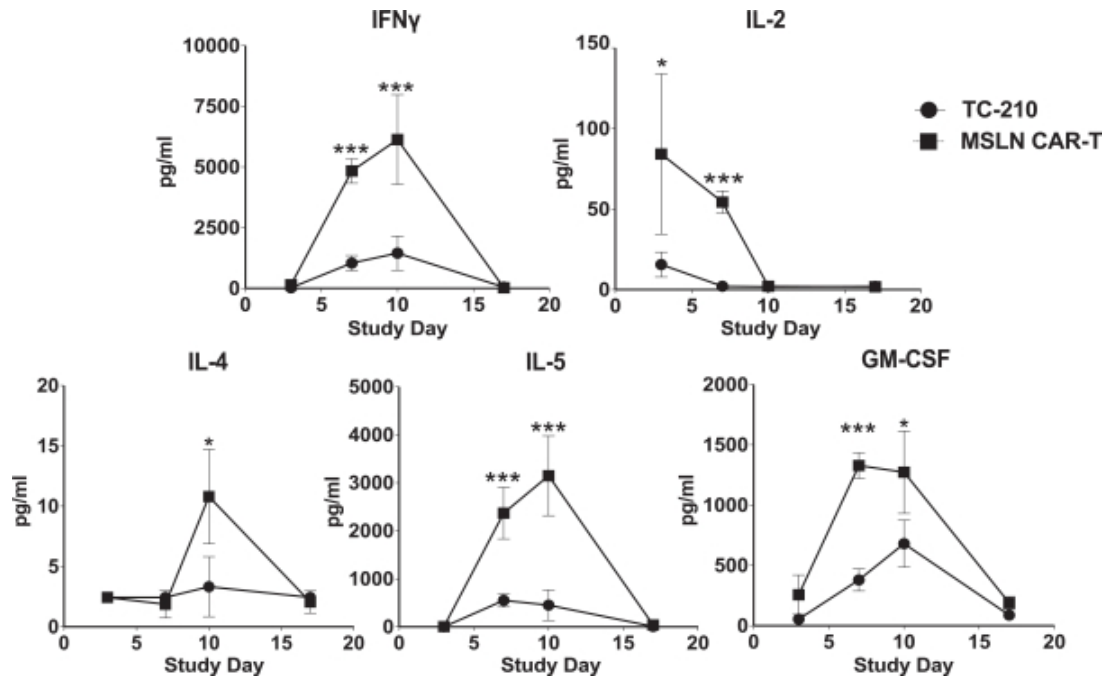 IFNγ
10000
7500
5000
2500
0
pg/ml
***
***
0 5 10 15 20
Study Day
IL-2
150
100
50
0
pg/ml
*
***
0 5 10 15 20
Study Day
TC-210
MSLN CAR-T
IL-4
20
15
10
5
0
pg/ml
*
0 5 10 15 20
Study Day
IL-5
5000
4000
3000
2000
1000
0
pg/ml
***
***
0 5 10 15 20
Study Day
GM-CSF
2000
1500
1000
500
0
pg/ml
***
*
0 5 10 15 20
Study Day